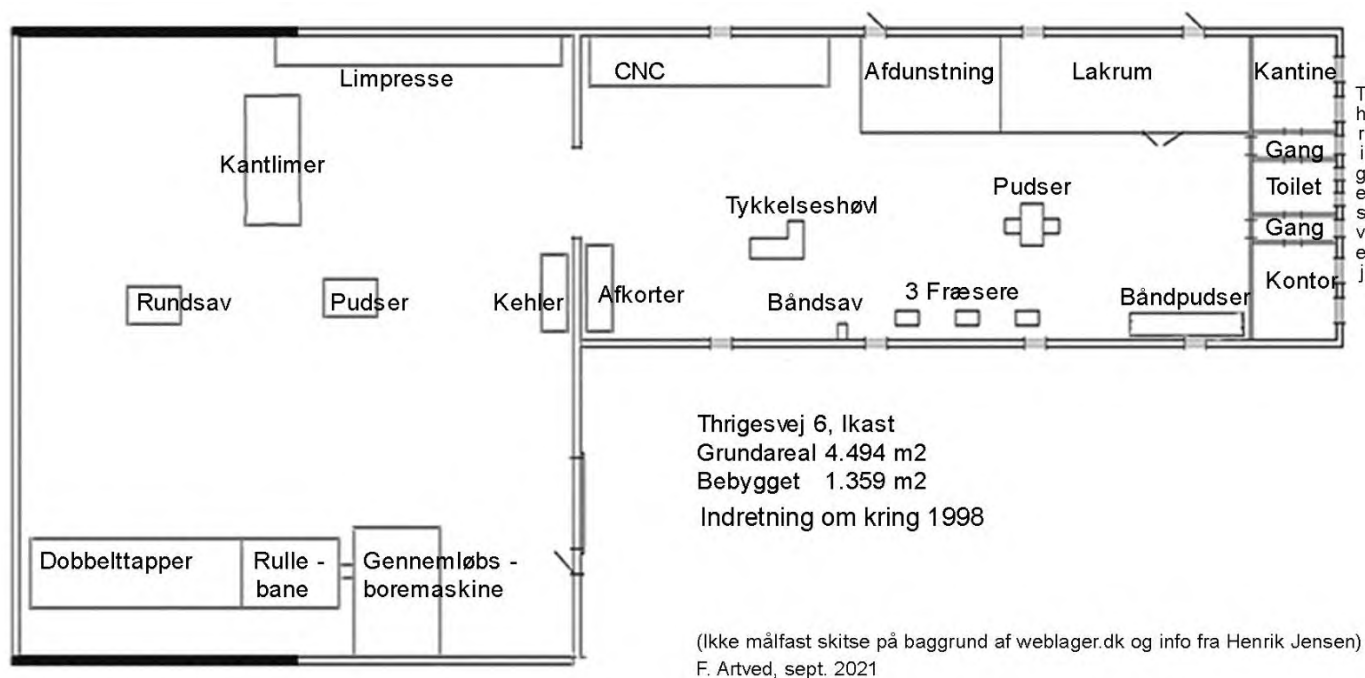 Limpresse
CNC
Afdunstning
Lakrum
Kantine
Kantlimer
Gang
Toilet
Gang
Kontor
Thrigesvej
Tykkelseshøvl
Pudser
Rundsav
Pudser
Kehler
Afkorter
Båndsav
3 Fræsere
Båndpudser
Thrigesvej 6, Ikast
Grundareal 4.494 m2
Bebygget 1.359 m2
Indretning om kring 1998
Dobbelttapper
Rulle -
bane
Gennemløbs -
boremaskine
(Ikke målfast skitse på baggrund af weblager.dk og info fra Henrik Jensen)
F. Artved, sept. 2021